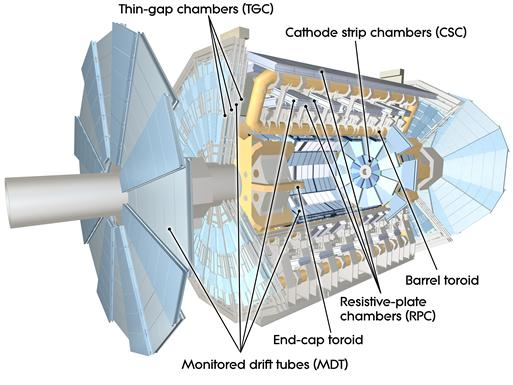 Thin-gap chambers (TGC)
Cathode strip chambers (CSC)
Barrel toroid
Resistive-plate
chambers (RPC)
End-cap toroid
Monitored drift tubes (MDT)